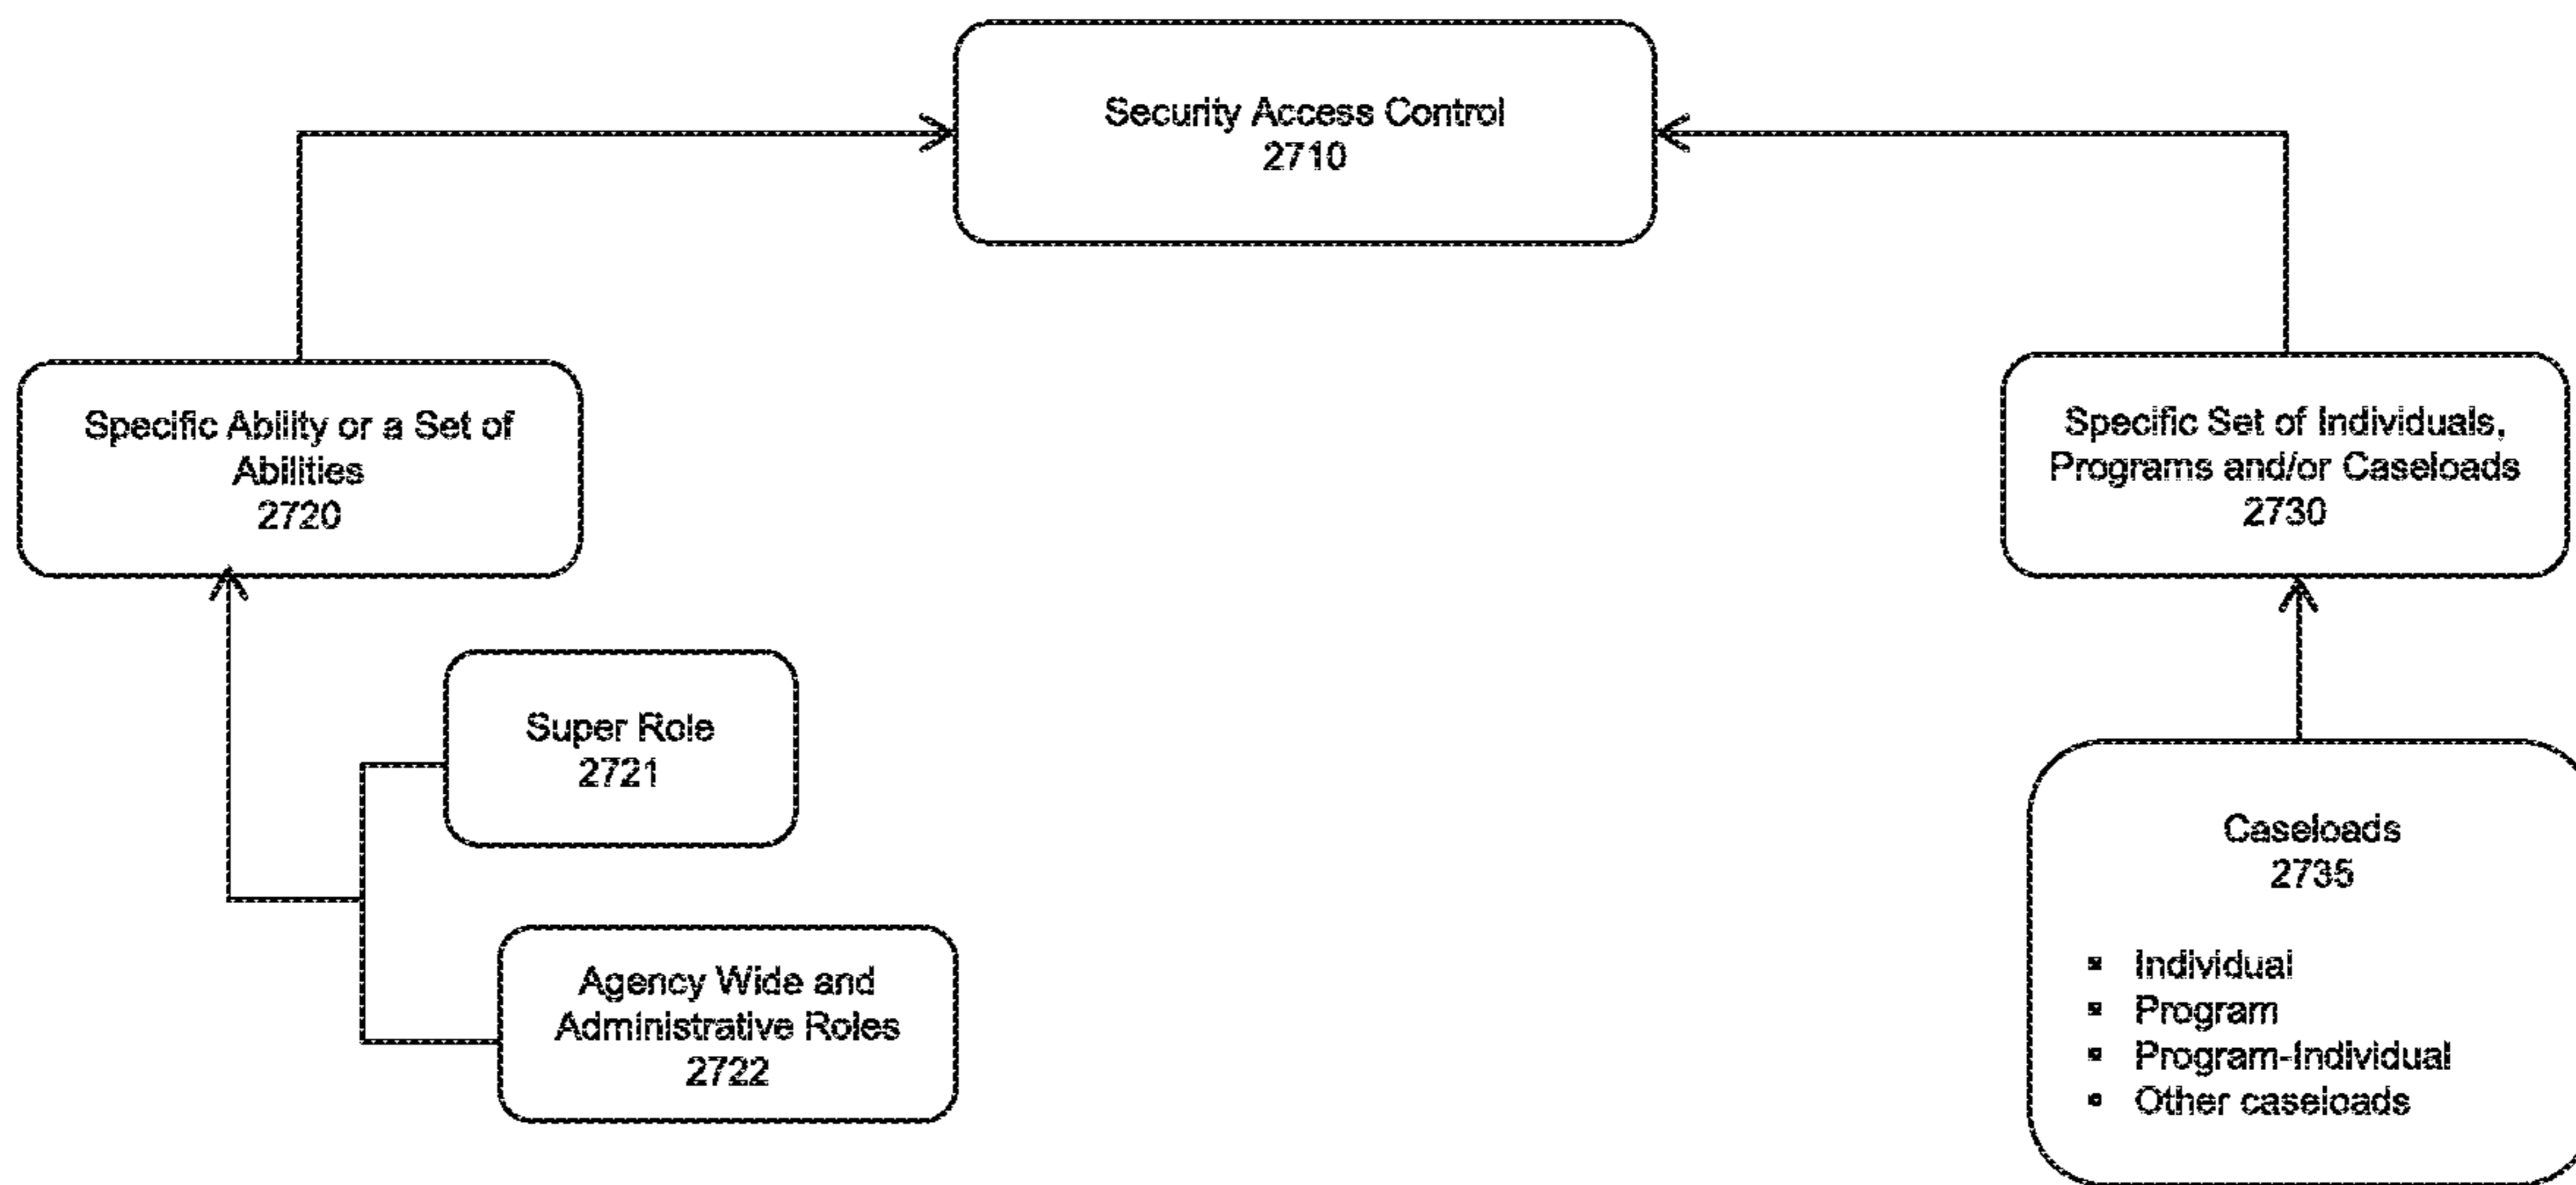 Security Access Control
2710
Specific Ability or a Set of
Abilities
2720
Specific Set of Individuals,
Programs and/or Caseloads
2730
Super Role
2721
Agency Wide and
Administrative Roles
2722
Caseloads
2735
▪ Individual
▪ Program
▪ Program-Individual
▪ Other caseloads